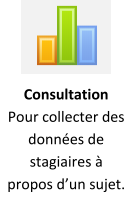 Consultation
Pour collecter des
données de
stagiaires à
propos d'un sujet.